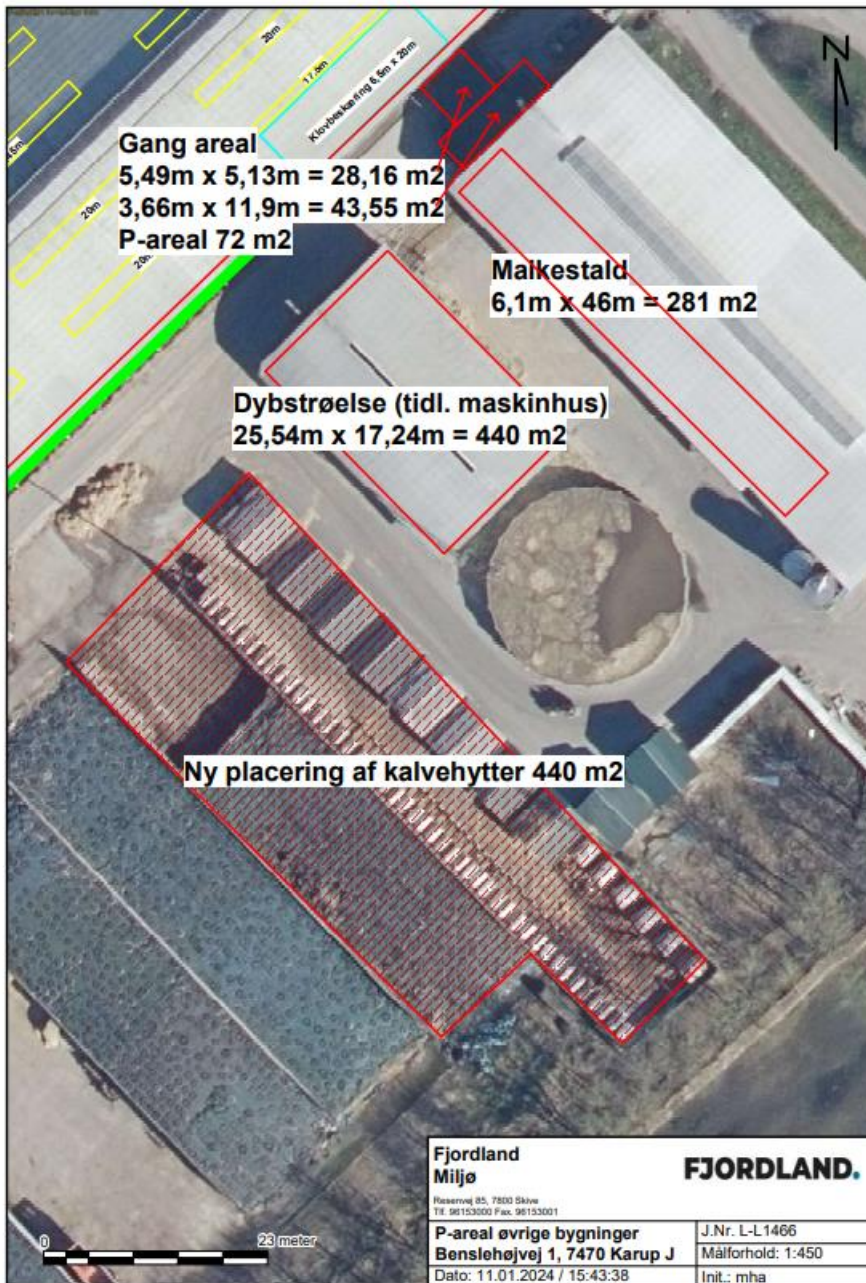 20m
17.5m
Klovbeskæring 6,5m x 20m
N
Gang areal
5,49m x 5,13m = 28,16 m2
3,66m x 11,9m = 43,55 m2
P-areal 72 m2
20m
Malkestald
6,1m x 46m = 281 m2
Dybstrøelse (tidl. maskinhus)
25,54m x 17,24m = 440 m2
Ny placering af kalvehytter 440 m2
0
23 meter
Fjordland
Miljø
FJORDLAND.
Resenvej 85, 7800 Skive
Tlf. 96153000 Fax. 96153001
P-areal øvrige bygninger
Benslehøjvej 1, 7470 Karup J
J.Nr. L-L1466
Målforhold: 1:450
Dato: 11.01.2024 / 15:43:38
Init.: mha